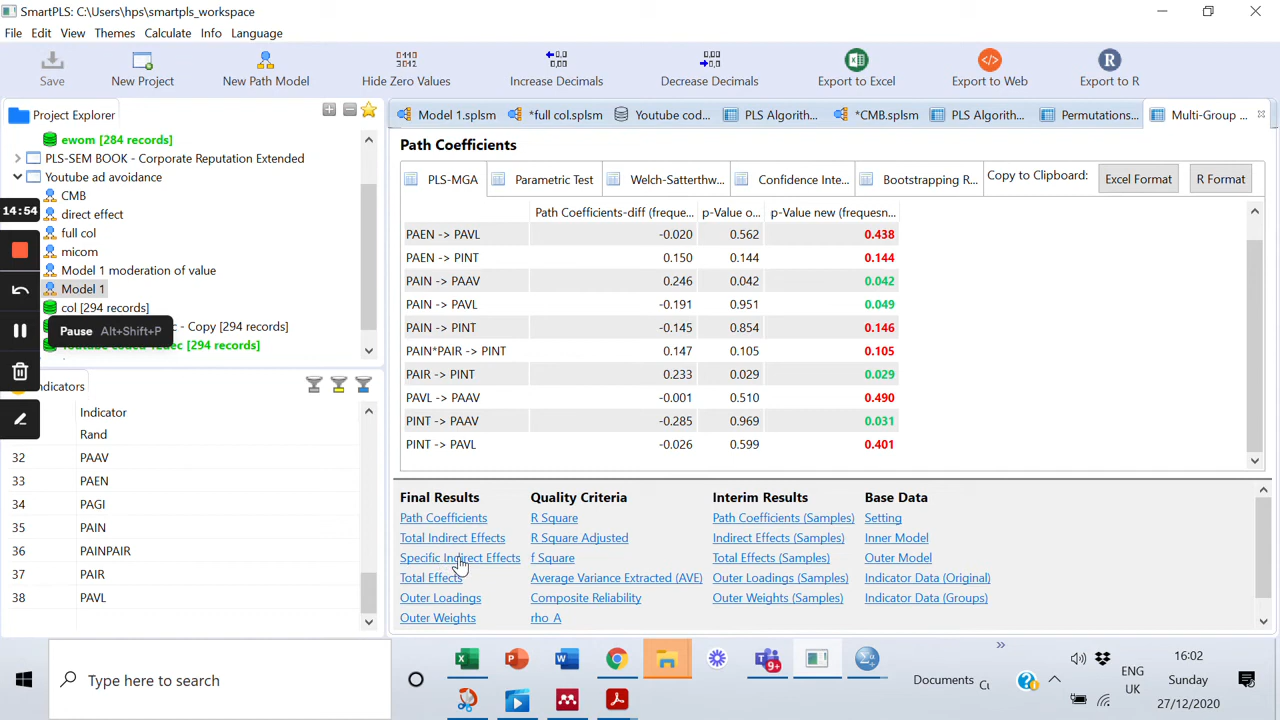 SmartPLS: C:\Users\hps\smartpls_workspace
File Edit View Themes Calculate Info Language
Save New Project New Path Model Hide Zero Values Increase Decimals Decrease Decimals Export to Excel Export to Web Export to R
Project Explorer
ewom [284 records]
PLS-SEM BOOK - Corporate Reputation Extended
Youtube ad avoidance
CMB
14:54
direct effect
full col
micom
Model 1 moderation of value
Model 1
col [294 records]
Pause Alt+Shift+P
- Copy [294 records]
[294 records]
Indicators
Indicator
Rand
32 PAAV
33 PAEN
34 PAGI
35 PAIN
36 PAINPAIR
37 PAIR
38 PAVL
Model 1.splsm *full col.splsm Youtube cod... PLS Algorith... *CMB.splsm PLS Algorith... Permutations... Multi-Group ...
Path Coefficients
PLS-MGA Parametric Test Welch-Satterthw... Confidence Inte... Bootstrapping R... Copy to Clipboard: Excel Format R Format
Path Coefficients-diff (freque... p-Value o... p-Value new (frequesn...
PAEN -> PAVL -0.020 0.562 0.438
PAEN -> PINT 0.150 0.144 0.144
PAIN -> PAAV 0.246 0.042 0.042
PAIN -> PAVL -0.191 0.951 0.049
PAIN -> PINT -0.145 0.854 0.146
PAIN*PAIR -> PINT 0.147 0.105 0.105
PAIR -> PINT 0.233 0.029 0.029
PAVL -> PAAV -0.001 0.510 0.490
PINT -> PAAV -0.285 0.969 0.031
PINT -> PAVL -0.026 0.599 0.401
Final Results Quality Criteria Interim Results Base Data
Path Coefficients R Square Path Coefficients (Samples) Setting
Total Indirect Effects R Square Adjusted Indirect Effects (Samples) Inner Model
Specific Indirect Effects f Square Total Effects (Samples) Outer Model
Total Effects Average Variance Extracted (AVE) Outer Loadings (Samples) Indicator Data (Original)
Outer Loadings Composite Reliability Outer Weights (Samples) Indicator Data (Groups)
Outer Weights rho_A
Type here to search
Documents
ENG
UK
16:02
Sunday
27/12/2020